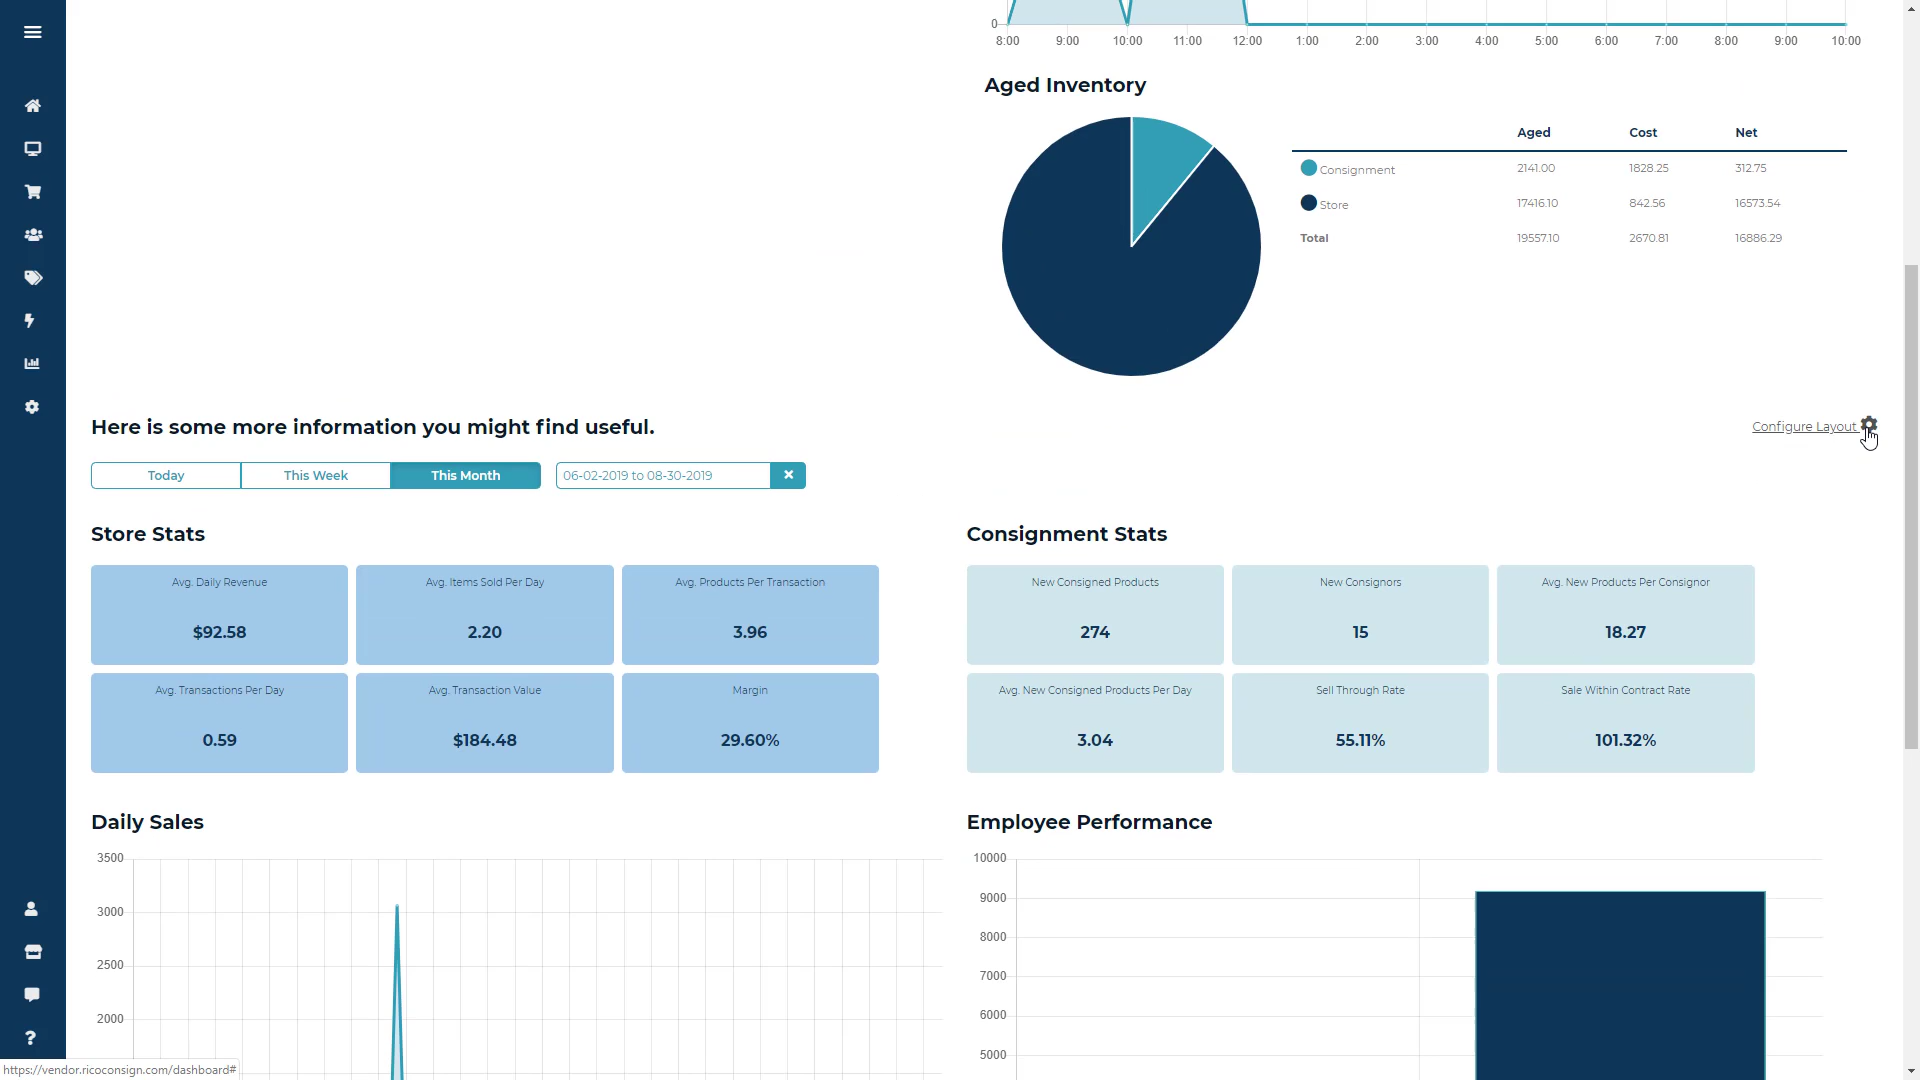 0
8:00 9:00 10:00 11:00 12:00 1:00 2:00 3:00 4:00 5:00 6:00 7:00 8:00 9:00 10:00
Aged Inventory
Aged Cost Net
Consignment 2141.00 1828.25 312.75
Store 17416.10 842.56 16573.54
Total 19557.10 2670.81 16886.29
Here is some more information you might find useful.
Configure Layout
Today This Week This Month 06-02-2019 to 08-30-2019
Store Stats
Avg. Daily Revenue Avg. Items Sold Per Day Avg. Products Per Transaction
$92.58 2.20 3.96
Avg. Transactions Per Day Avg. Transaction Value Margin
0.59 $184.48 29.60%
Consignment Stats
New Consigned Products New Consignors Avg. New Products Per Consignor
274 15 18.27
Avg. New Consigned Products Per Day Sell Through Rate Sale Within Contract Rate
3.04 55.11% 101.32%
Daily Sales
3500
3000
2500
2000
Employee Performance
10000
9000
8000
7000
6000
5000
https://vendor.ricoconsign.com/dashboard#